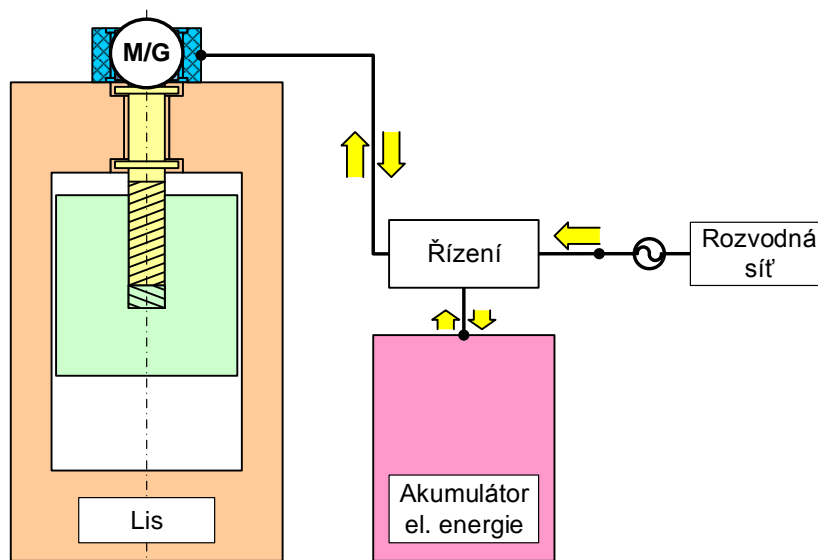 M/G
Řízení
Rozvodná
síť
Akumulátor
el. energie
Lis